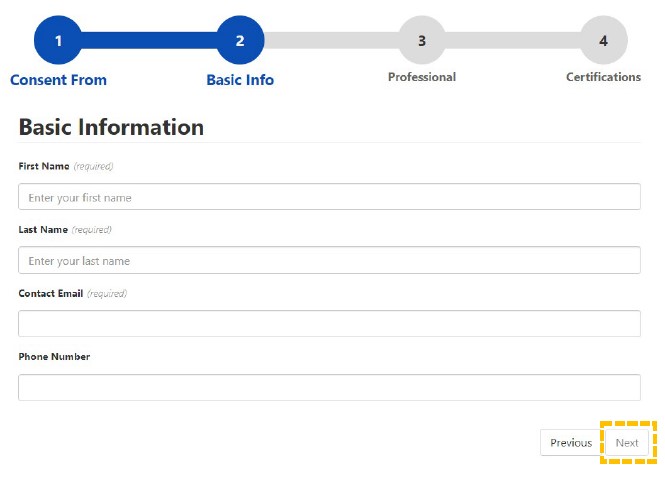 1 2 3 4
Consent From Basic Info Professional Certifications
Basic Information
First Name (required)
Enter your first name
Last Name (required)
Enter your last name
Contact Email (required)
Phone Number
Previous Next